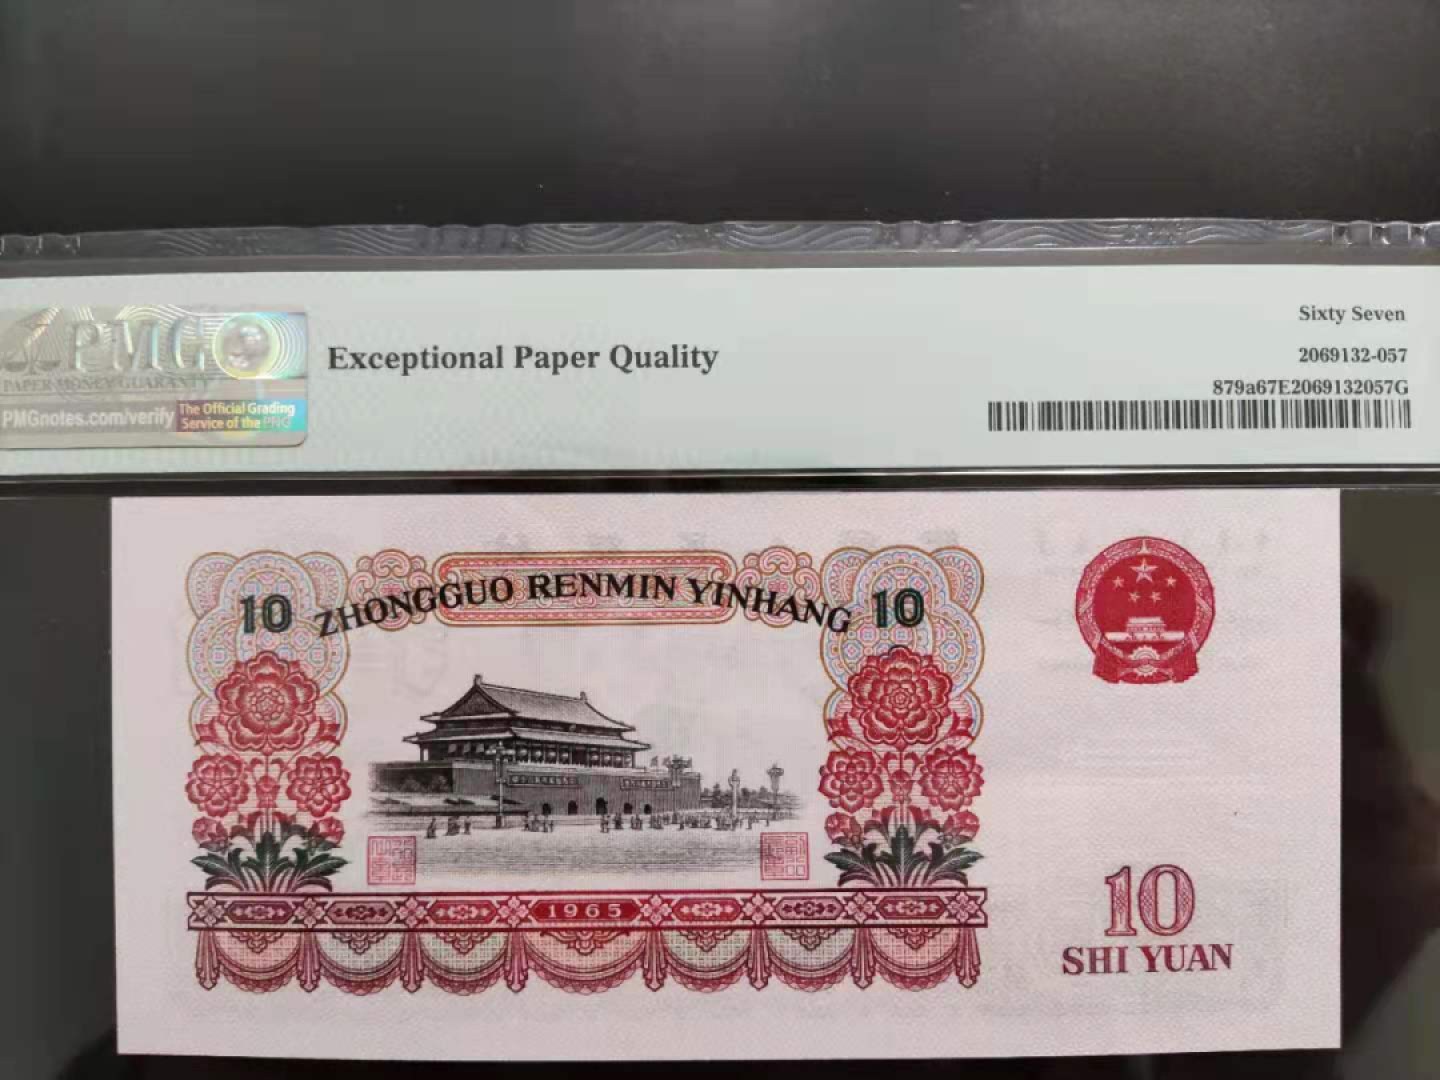 PMG
PAPER MONEY GUARANTY
PMGnotes.com/verify
The Official Grading
Service of the PNG
Exceptional Paper Quality
Sixty Seven
2069132-057
879a67E2069132057G
10 ZHONGGUO RENMIN YINHANG 10
1965
10
SHI YUAN